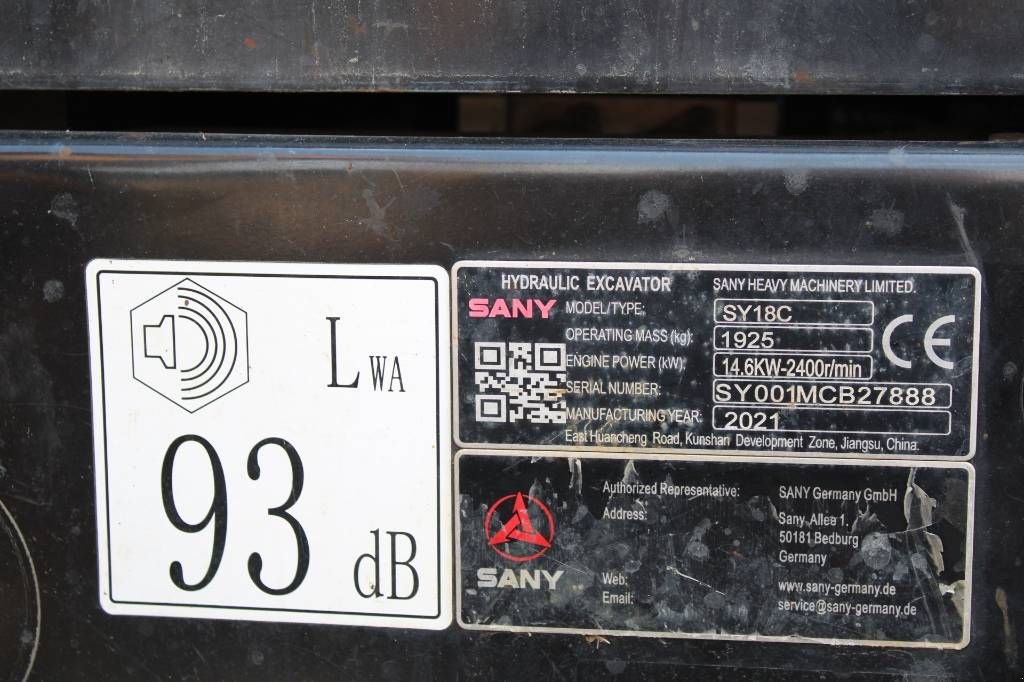 LWA
93 dB
HYDRAULIC EXCAVATOR SANY HEAVY MACHINERY LIMITED.
SANY MODEL/TYPE: SY18C
OPERATING MASS (kg): 1925
ENGINE POWER (kW): 14.6KW-2400r/min
SERIAL NUMBER: SY001MCB27888
MANUFACTURING YEAR: 2021
CE
East Huancheng Road, Kunshan Development Zone, Jiangsu, China.
Authorized Representative: SANY Germany GmbH
Address: Sany Allee 1,
50181 Bedburg
Germany
SANY
Web: www.sany-germany.de
Email: service@sany-germany.de